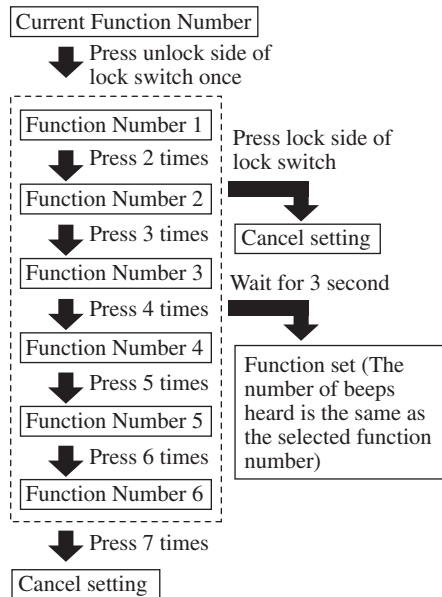 Current Function Number
Press unlock side of
lock switch once
Function Number 1
Press 2 times
Press lock side of
lock switch
Function Number 2
Press 3 times
Cancel setting
Function Number 3
Wait for 3 second
Press 4 times
Function Number 4
Function set (The
number of beeps
heard is the same as
the selected function
number)
Press 5 times
Function Number 5
Press 6 times
Function Number 6
Press 7 times
Cancel setting